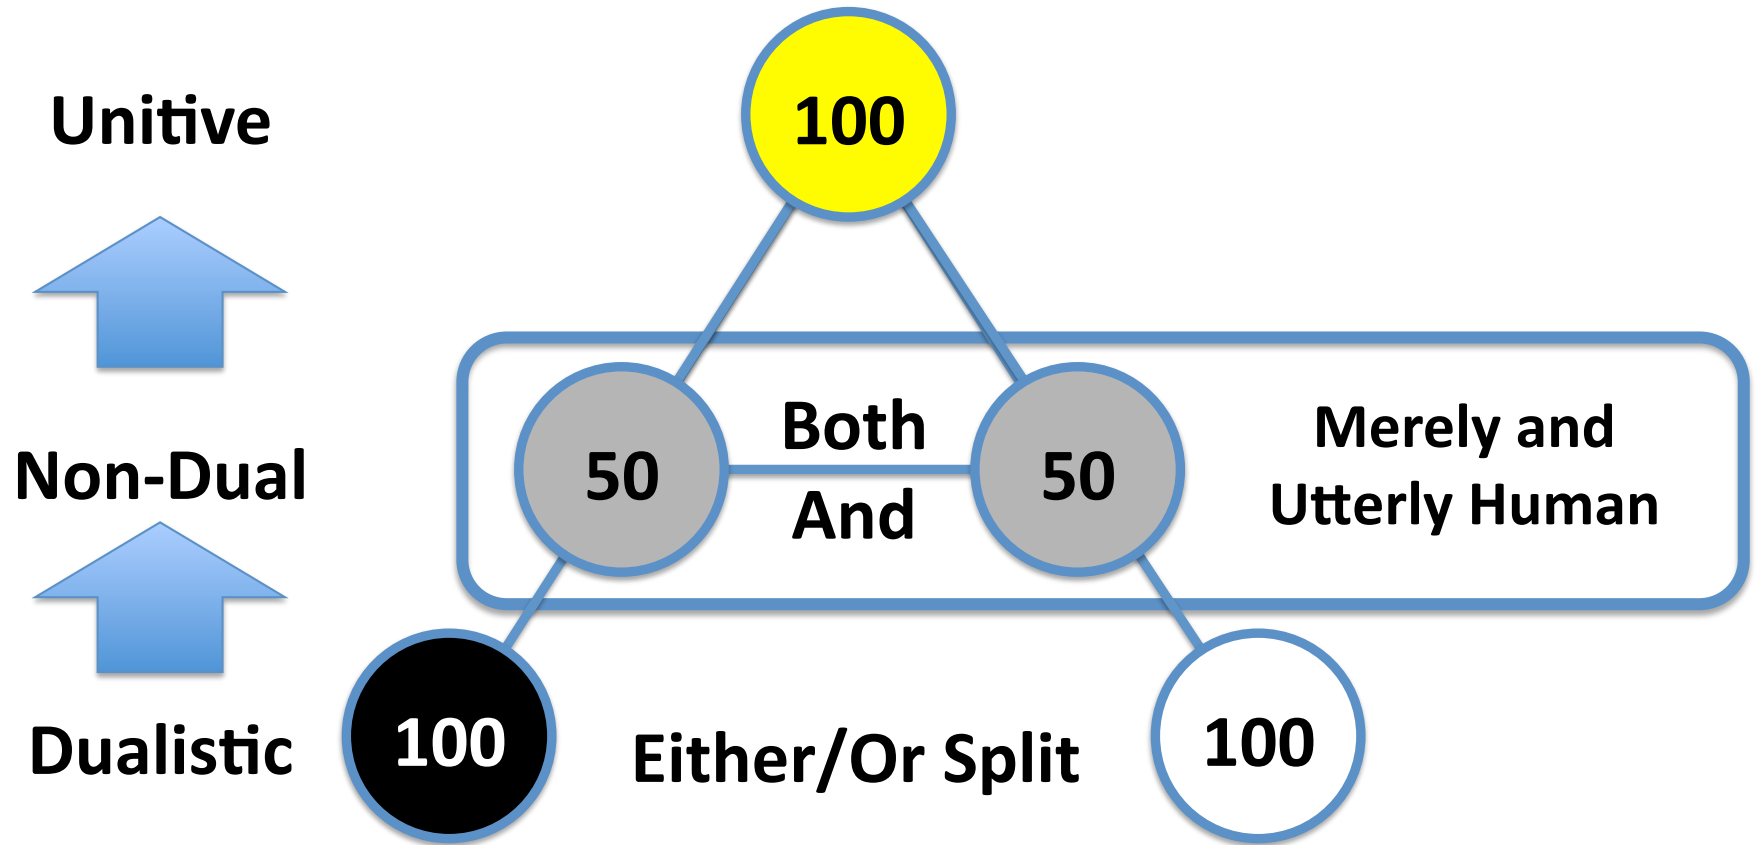 Unitive
100
Non-Dual
50
Both
And
50
Merely and
Utterly Human
Dualistic
100
Either/Or Split
100